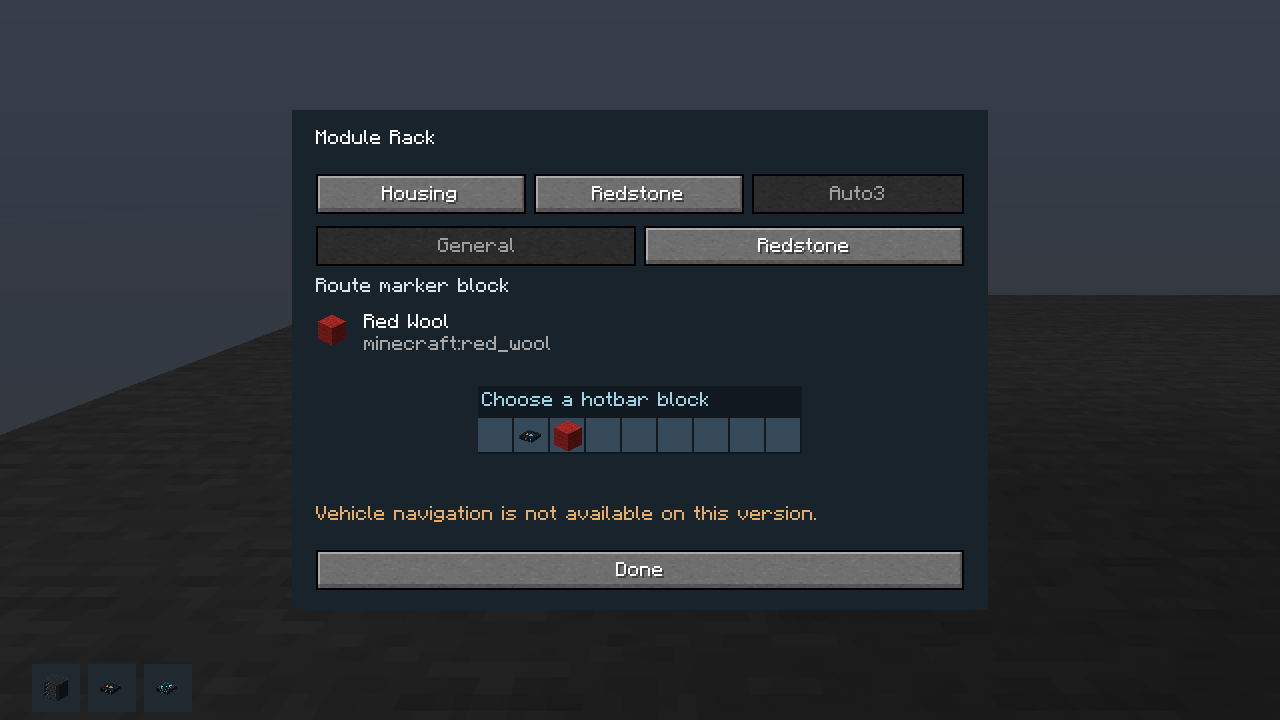 Module Rack
Housing
Redstone
Auto3
General
Redstone
Route marker block
Red Wool
minecraft:red_wool
Choose a hotbar block
Vehicle navigation is not available on this version.
Done